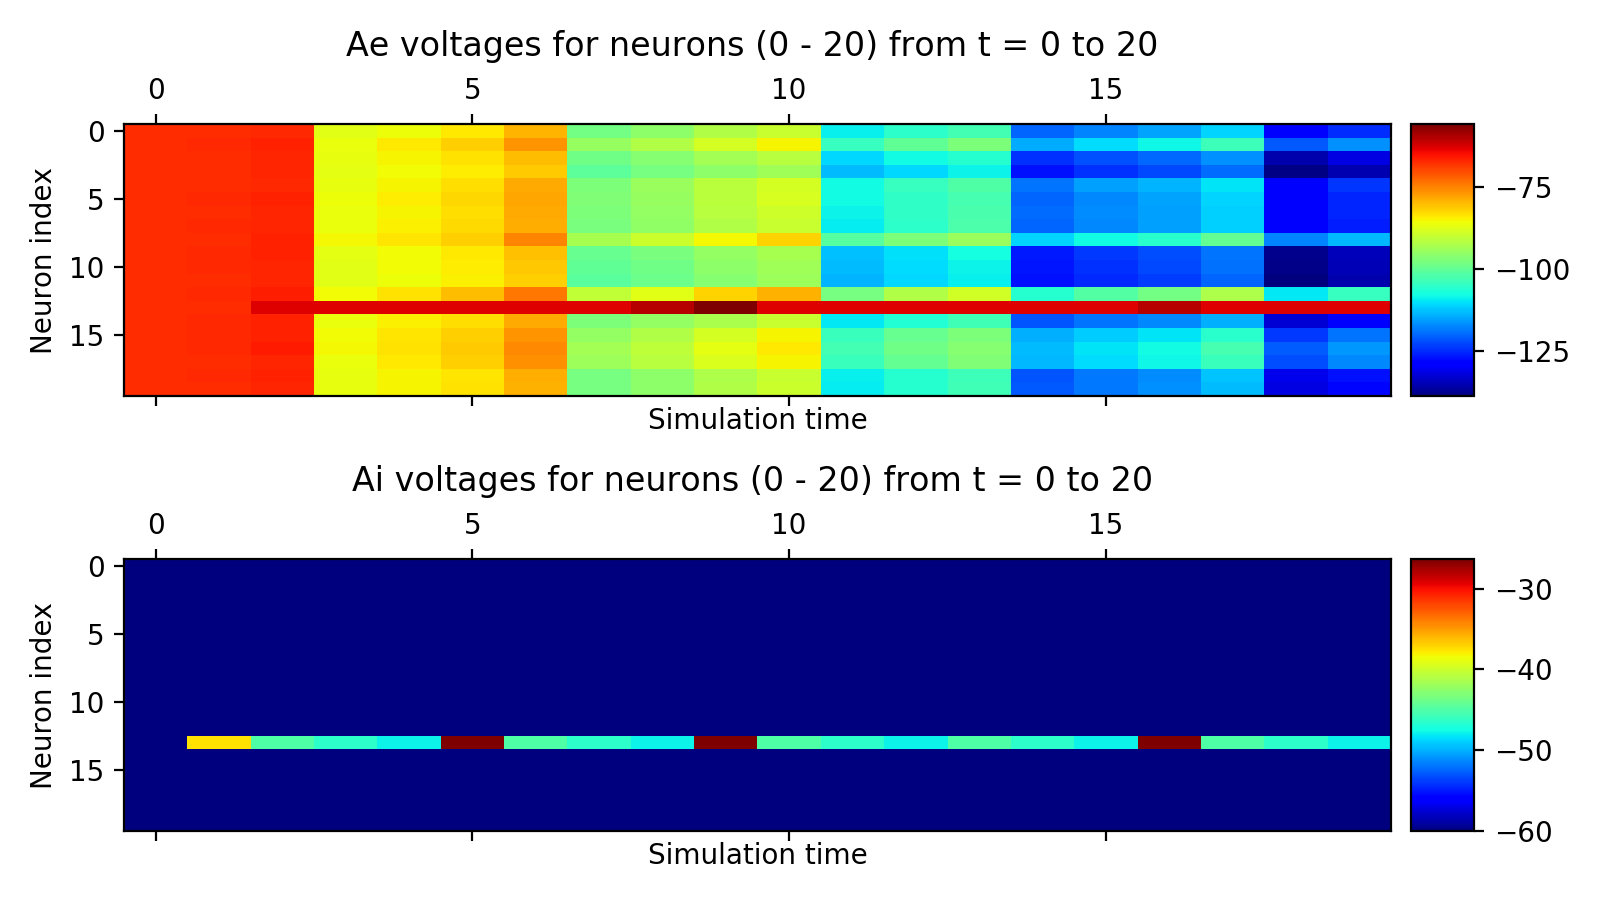 Ae voltages for neurons (0 - 20) from t = 0 to 20
0 5 10 15
Neuron index
0
5
10
15
Simulation time
−75
−100
−125
Ai voltages for neurons (0 - 20) from t = 0 to 20
0 5 10 15
Neuron index
0
5
10
15
Simulation time
−30
−40
−50
−60